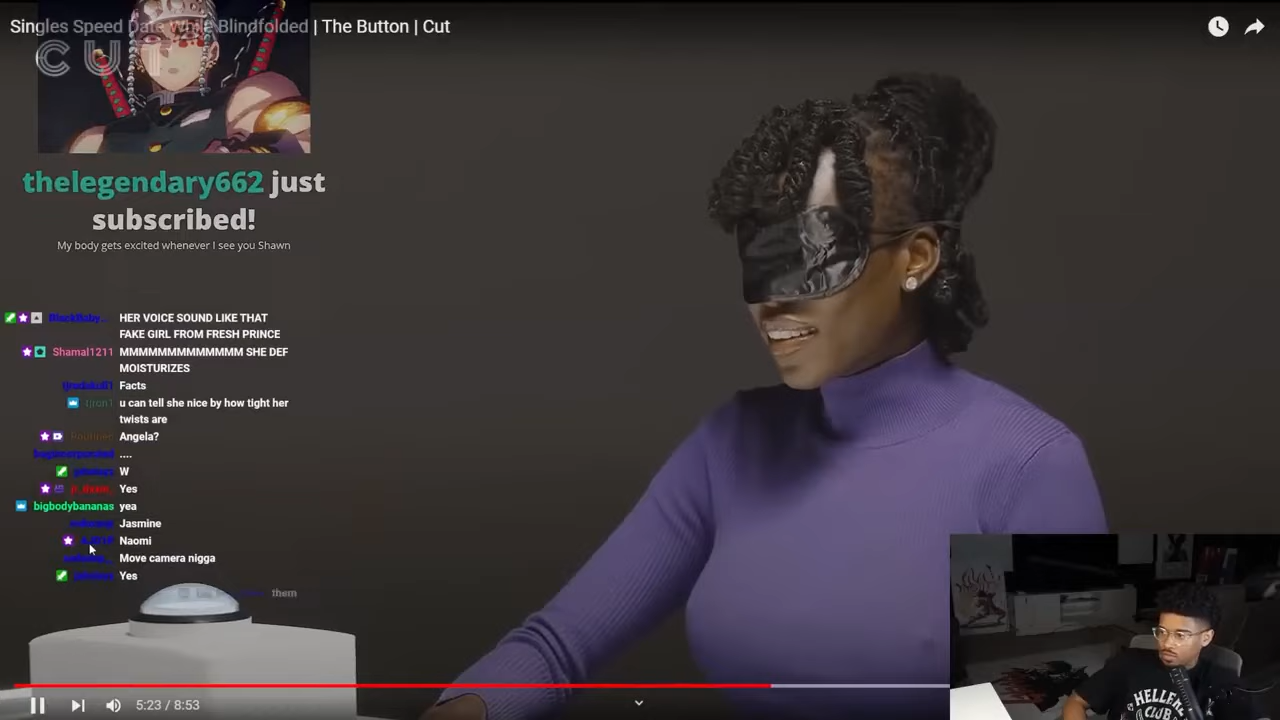 Singles Speed Date While Blindfolded | The Button | Cut
CUT
thelegendary662 just
subscribed!
My body gets excited whenever I see you Shawn
HER VOICE SOUND LIKE THAT
FAKE GIRL FROM FRESH PRINCE
Shamal1211 MMMMMMMMMMMMM SHE DEF
MOISTURIZES
Facts
u can tell she nice by how tight her
twists are
Angela?
....
W
Yes
bigbodybananas yea
Jasmine
Naomi
Move camera nigga
Yes
them
5:23 / 8:53